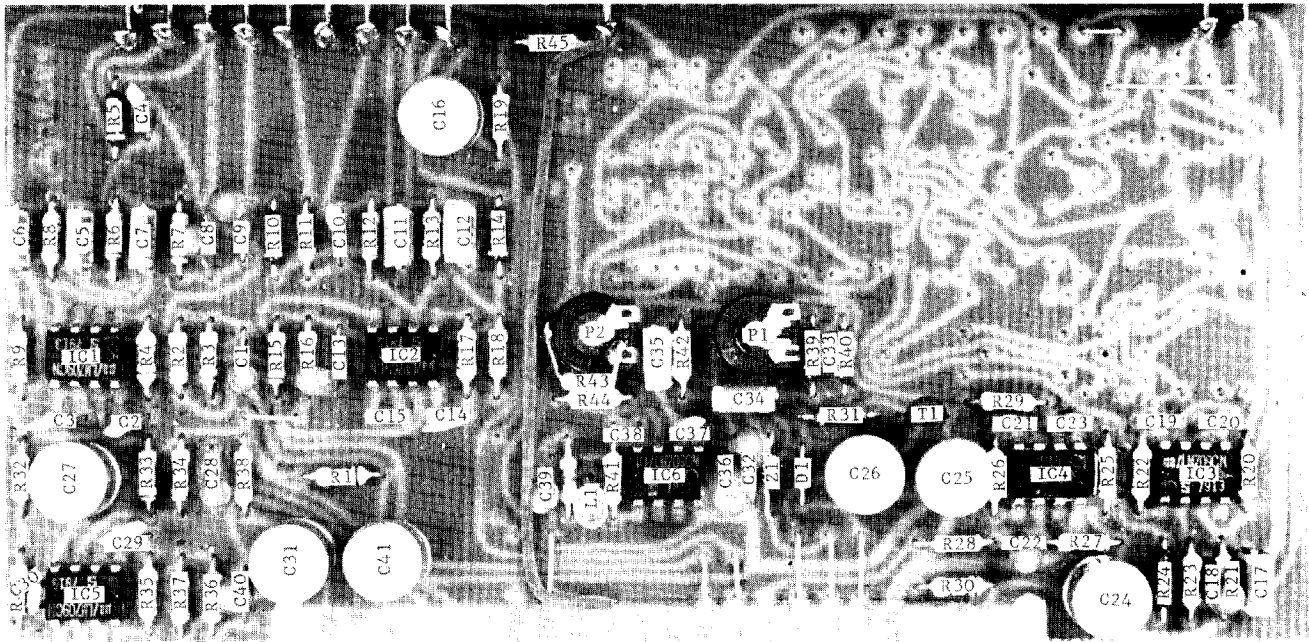 R45
R5 C4 C16 R19
C6 R8 C5 R6 C7 R7 C8 C9 R10 R11 C10 R12 C11 R13 C12 R14
P2 P1
R9 IC1 R4 R2 R3 C1 R15 R16 C13 IC2 R17 R18 C35 R42 R39 C33 R40
R43
R44 C34 R31 T1 R29
C3 C2 C15 C14 C38 C37 C21 C23 C19 C20
R32 C27 R33 R34 C28 R38 R1 C39 L1 R41 IC6 C36 C32 Z1 D1 C26 C25 R26 IC4 R25 R22 IC3 R20
C29 R28 C22 R27
C30 IC5 R35 R37 R36 C40 C31 C41 R30 C24 R24 R23 C18 R21 C17